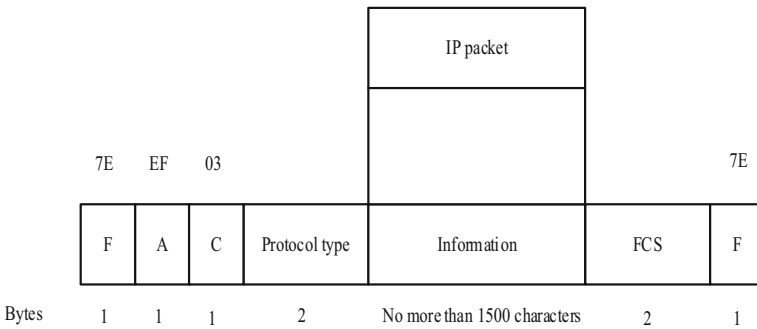 IP packet
7E EF 03 7E
F A C Protocol type Information FCS F
Bytes 1 1 1 2 No more than 1500 characters 2 1